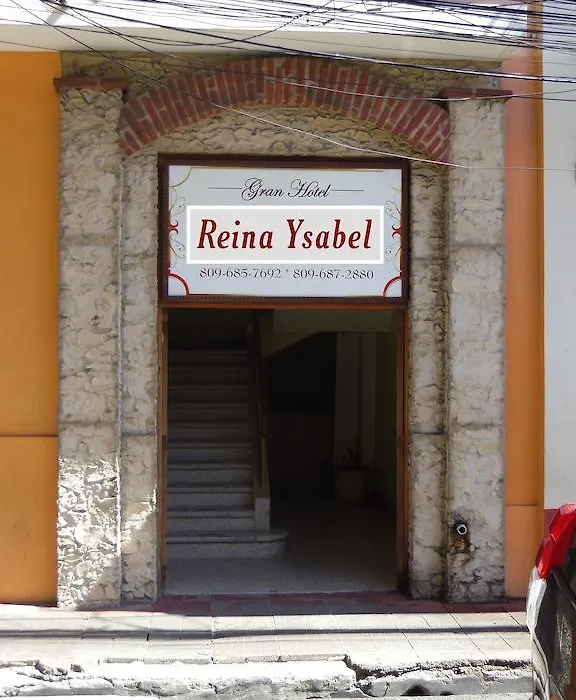 Gran Hotel
Reina Ysabel
809-685-7692 * 809-687-2880